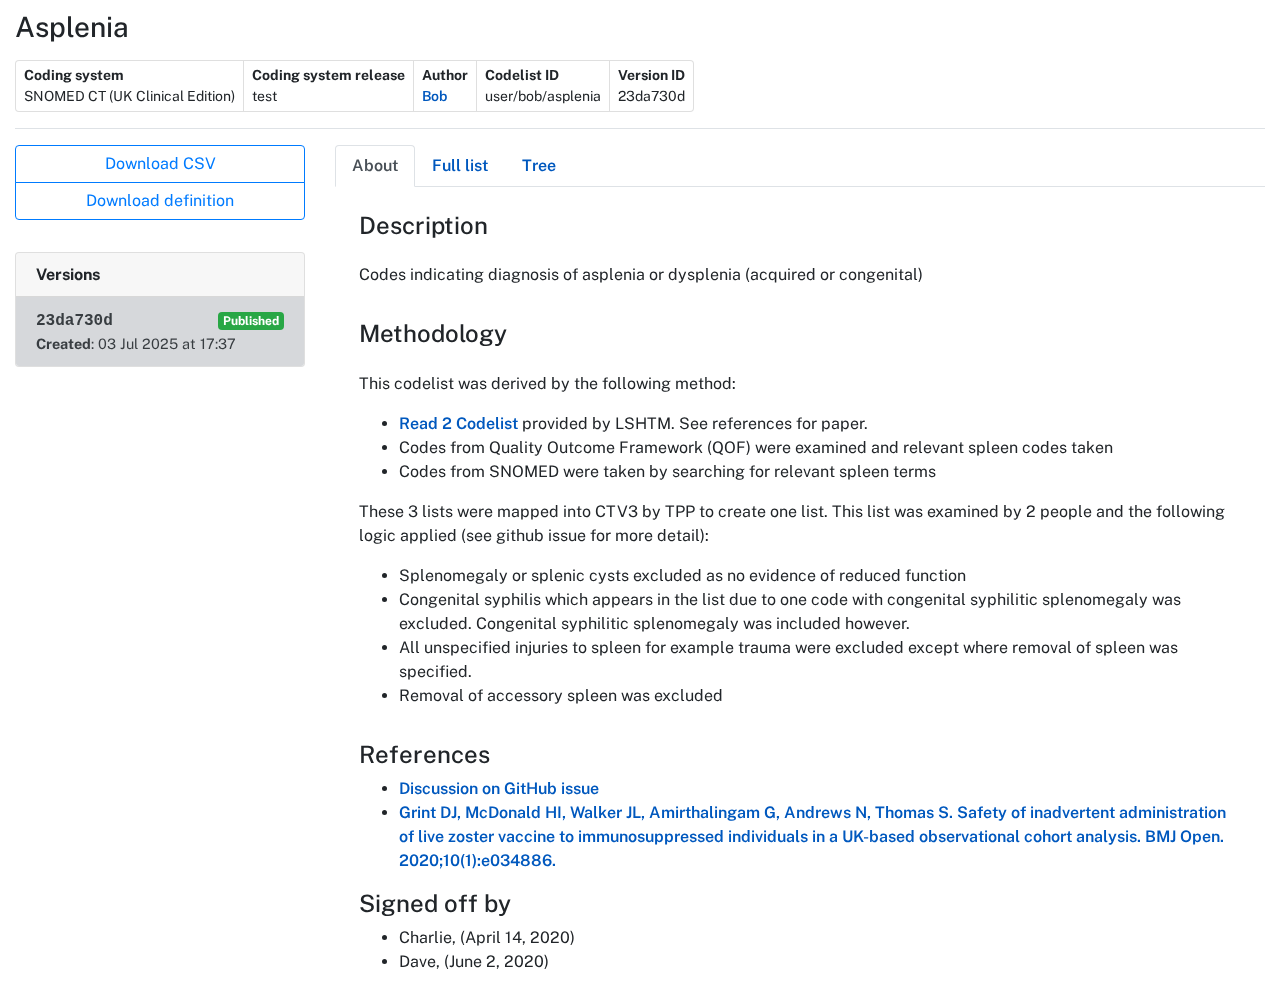 Asplenia
Coding system
SNOMED CT (UK Clinical Edition)
Coding system release
test
Author
Bob
Codelist ID
user/bob/asplenia
Version ID
23da730d
Download CSV
Download definition
Versions
23da730d
Published
Created: 03 Jul 2025 at 17:37
About
Full list
Tree
Description
Codes indicating diagnosis of asplenia or dysplenia (acquired or congenital)
Methodology
This codelist was derived by the following method:
Read 2 Codelist provided by LSHTM. See references for paper.
Codes from Quality Outcome Framework (QOF) were examined and relevant spleen codes taken
Codes from SNOMED were taken by searching for relevant spleen terms
These 3 lists were mapped into CTV3 by TPP to create one list. This list was examined by 2 people and the following
logic applied (see github issue for more detail):
Splenomegaly or splenic cysts excluded as no evidence of reduced function
Congenital syphilis which appears in the list due to one code with congenital syphilitic splenomegaly was
excluded. Congenital syphilitic splenomegaly was included however.
All unspecified injuries to spleen for example trauma were excluded except where removal of spleen was
specified.
Removal of accessory spleen was excluded
References
Discussion on GitHub issue
Grint DJ, McDonald HI, Walker JL, Amirthalingam G, Andrews N, Thomas S. Safety of inadvertent administration
of live zoster vaccine to immunosuppressed individuals in a UK-based observational cohort analysis. BMJ Open.
2020;10(1):e034886.
Signed off by
Charlie, (April 14, 2020)
Dave, (June 2, 2020)